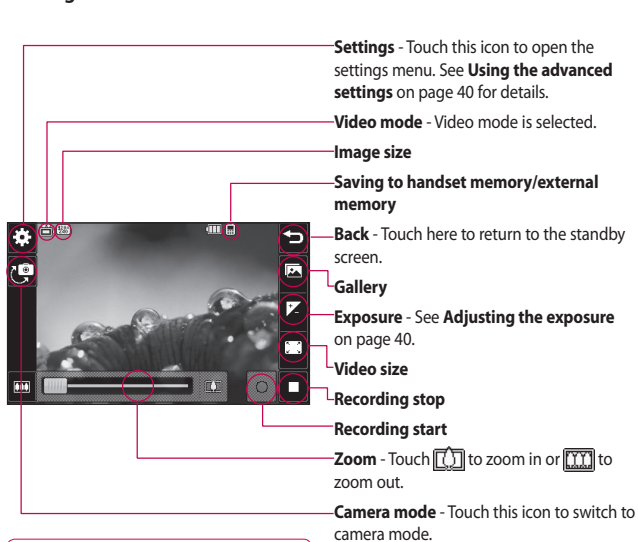 Settings - Touch this icon to open the
settings menu. See Using the advanced
settings on page 40 for details.
Video mode - Video mode is selected.
Image size
Saving to handset memory/external
memory
Back - Touch here to return to the standby
screen.
Gallery
Exposure - See Adjusting the exposure
on page 40.
Video size
Recording stop
Recording start
Zoom - Touch to zoom in or to
zoom out.
Camera mode - Touch this icon to switch to
camera mode.